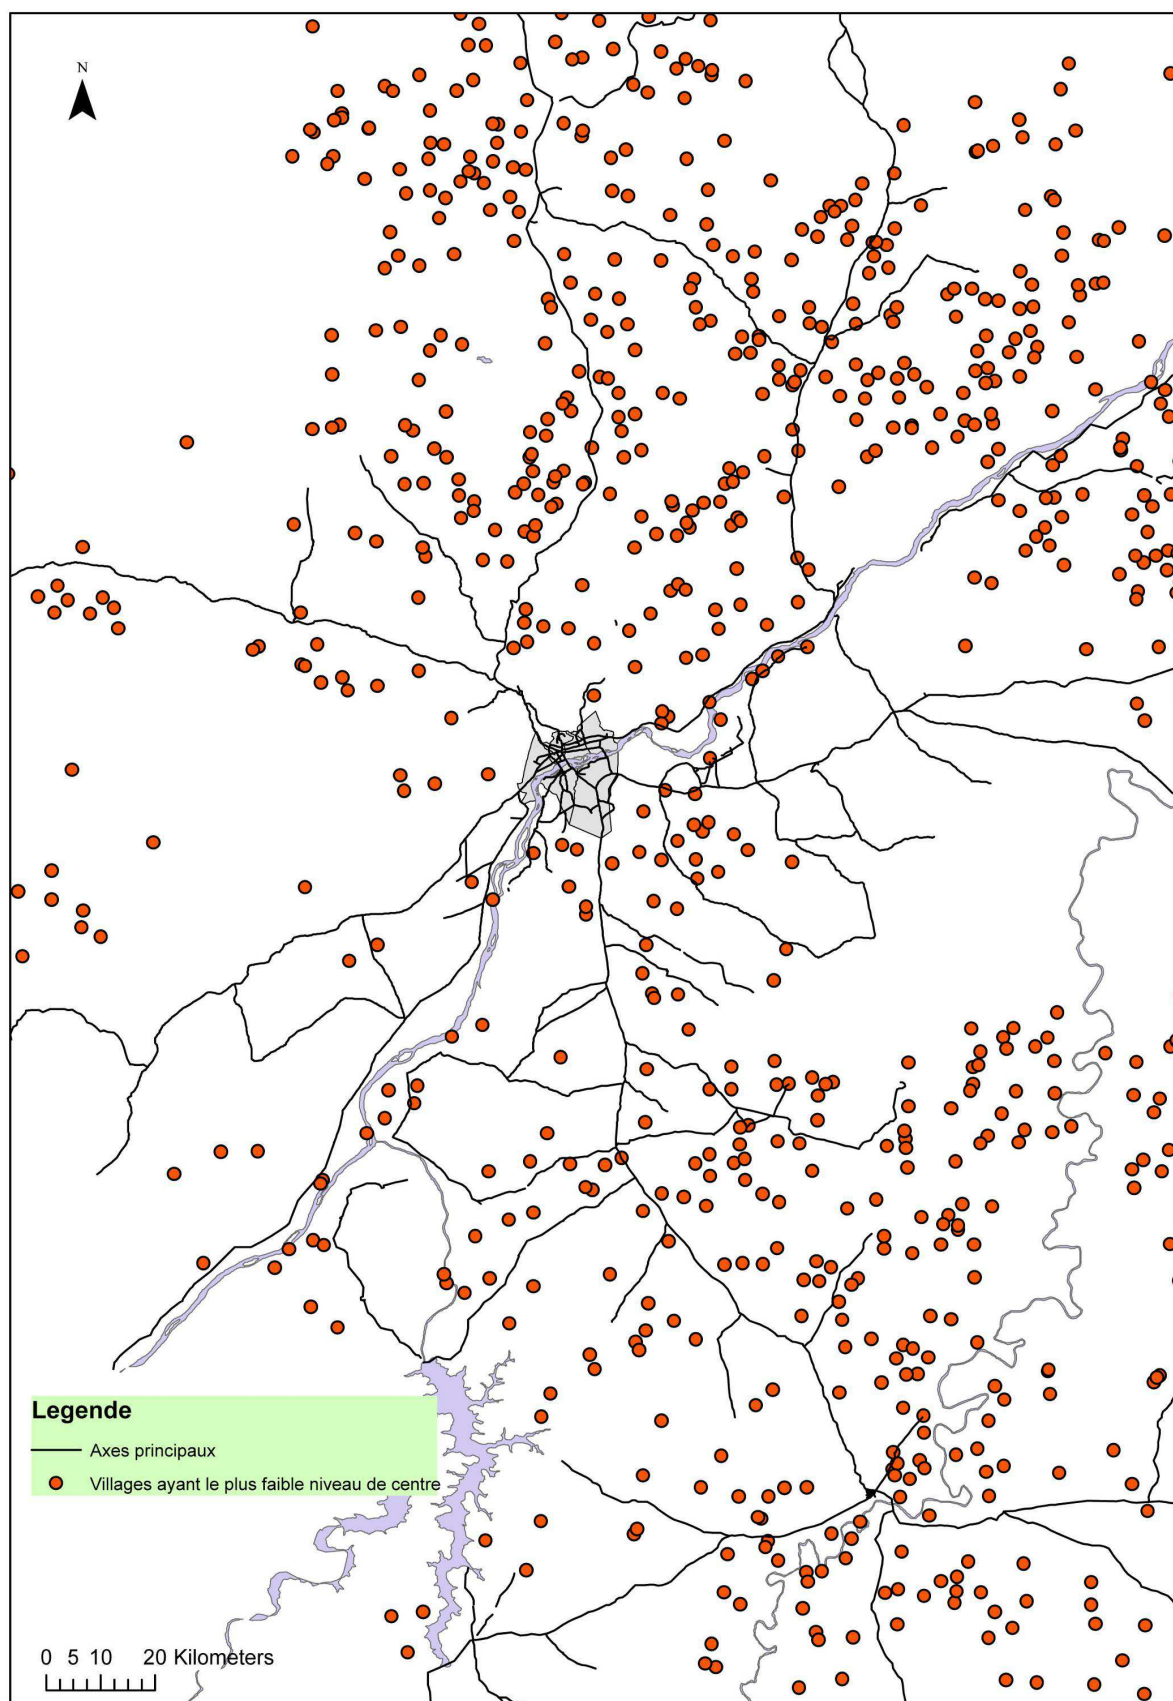 N
Legende
Axes principaux
Villages ayant le plus faible niveau de centre
0 5 10 20 Kilometers